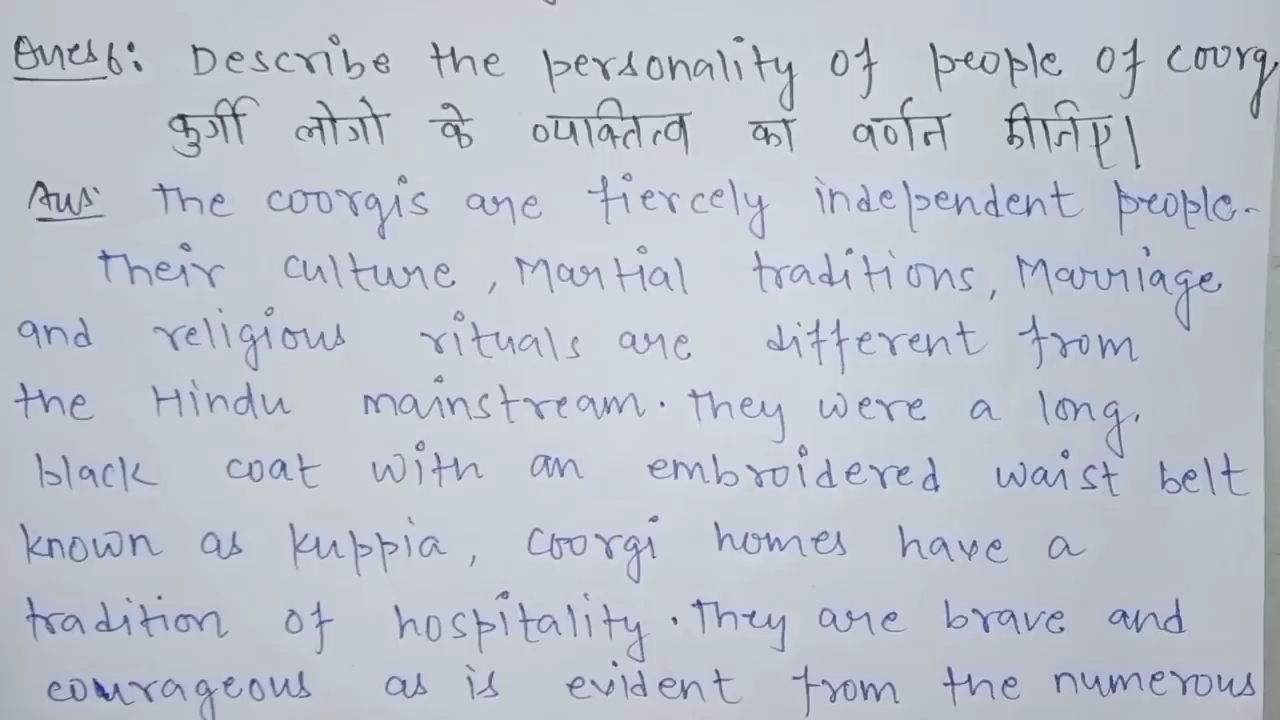 Ques 6: Describe the personality of people of coorg
कुर्गी लोगो के व्यक्तित्व का वर्णन कीजिए।
Ans: The coorgis are fiercely independent people.
Their culture, Martial traditions, Marriage
and religious rituals are different from
the Hindu mainstream. They were a long,
black coat with an embroidered waist belt
known as kuppia, coorgi homes have a
tradition of hospitality. They are brave and
courageous as is evident from the numerous